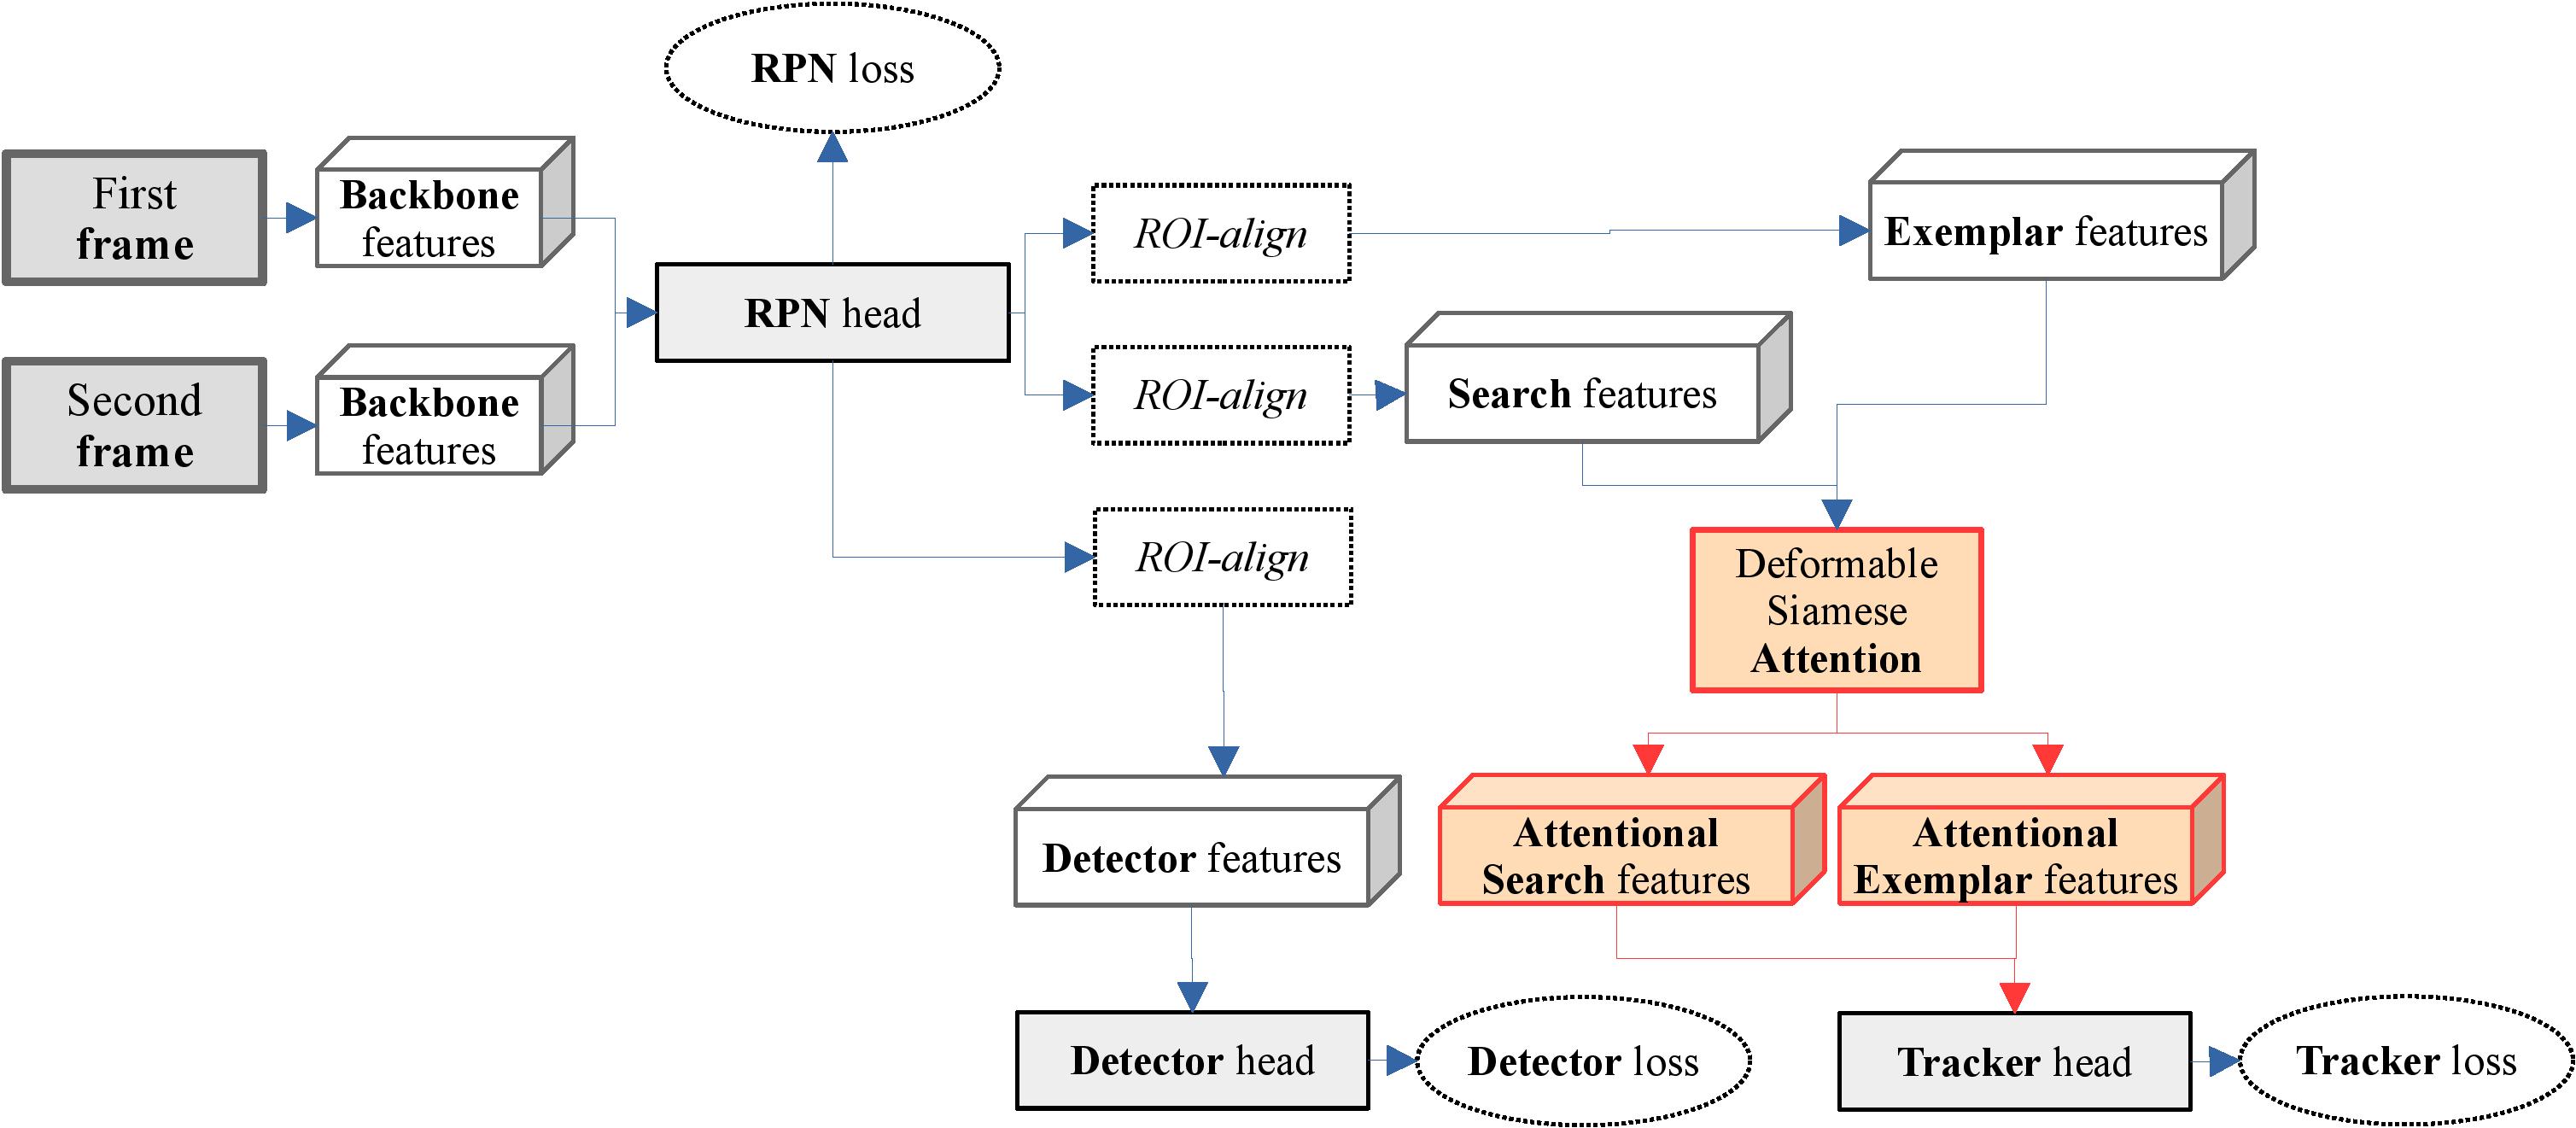 RPN loss
First
frame
Backbone
features
Second
frame
Backbone
features
RPN head
ROI-align
Exemplar features
ROI-align
Search features
ROI-align
Deformable
Siamese
Attention
Detector features
Attentional
Search features
Attentional
Exemplar features
Detector head
Detector loss
Tracker head
Tracker loss